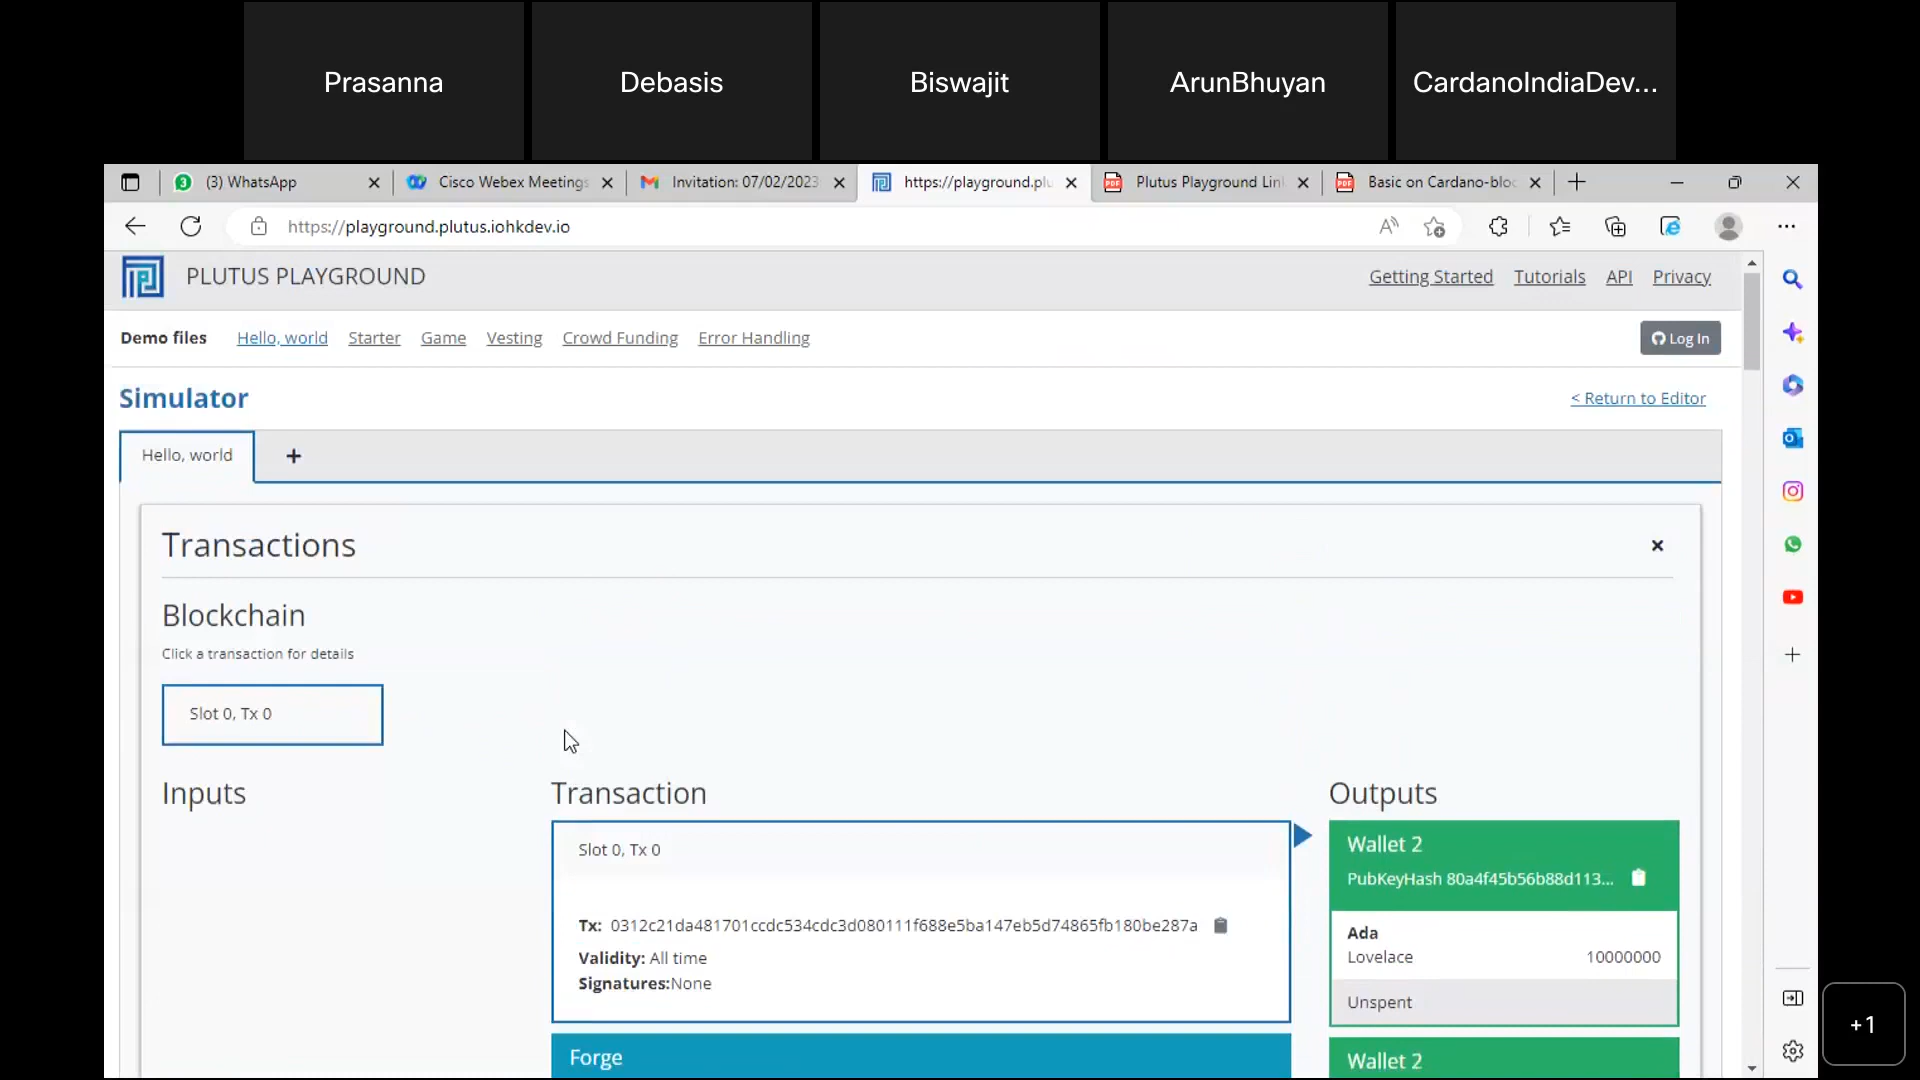 Prasanna
Debasis
Biswajit
ArunBhuyan
CardanoIndiaDev...
3
(3) WhatsApp
Cisco Webex Meetings
Invitation: 07/02/2023
https://playground.plu
Plutus Playground Lin
Basic on Cardano-bloc
https://playground.plutus.iohkdev.io
PLUTUS PLAYGROUND
Getting Started
Tutorials
API
Privacy
Demo files
Hello, world
Starter
Game
Vesting
Crowd Funding
Error Handling
Log In
Simulator
< Return to Editor
Hello, world
+
Transactions
Blockchain
Click a transaction for details
Slot 0, Tx 0
Inputs
Transaction
Outputs
Slot 0, Tx 0
Tx: 0312c21da481701ccdc534cdc3d080111f688e5ba147eb5d74865fb180be287a
Validity: All time
Signatures:None
Forge
Wallet 2
PubKeyHash 80a4f45b56b88d113...
Ada
Lovelace 10000000
Unspent
Wallet 2
+1